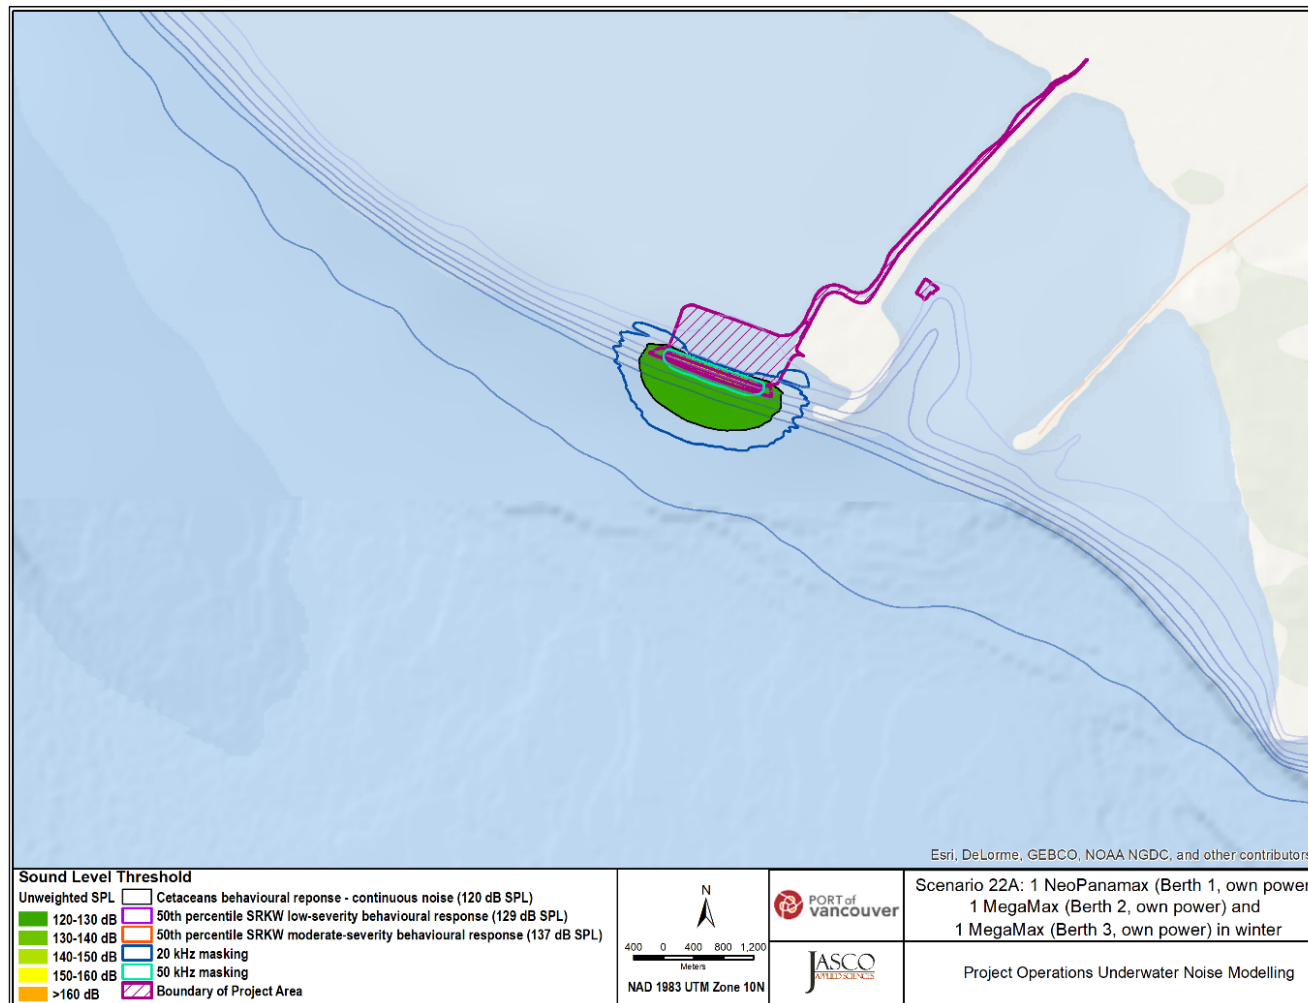 Esri, DeLorme, GEBCO, NOAA NGDC, and other contributors
Sound Level Threshold
Unweighted SPL
120-130 dB
130-140 dB
140-150 dB
150-160 dB
>160 dB
Cetaceans behavioural reponse - continuous noise (120 dB SPL)
50th percentile SRKW low-severity behavioural response (129 dB SPL)
50th percentile SRKW moderate-severity behavioural response (137 dB SPL)
20 kHz masking
50 kHz masking
Boundary of Project Area
N
400 0 400 800 1,200
Meters
NAD 1983 UTM Zone 10N
PORT of
vancouver
JASCO
APPLIED SCIENCES
Scenario 22A: 1 NeoPanamax (Berth 1, own power
1 MegaMax (Berth 2, own power) and
1 MegaMax (Berth 3, own power) in winter
Project Operations Underwater Noise Modelling